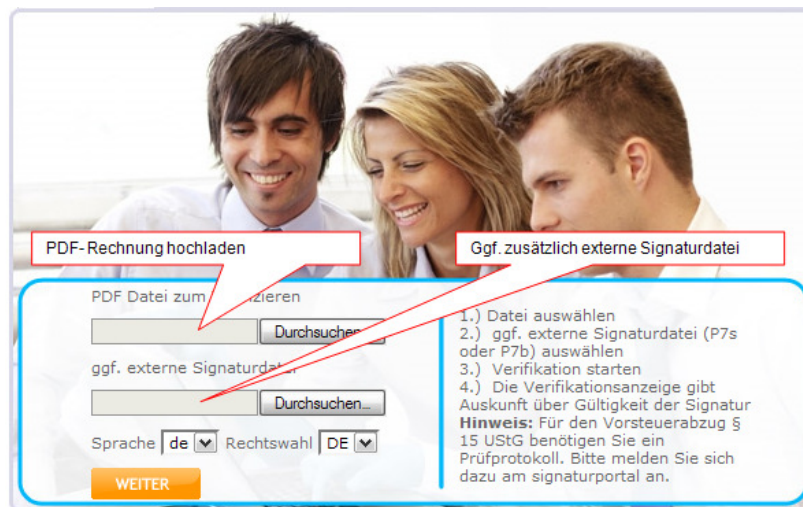 PDF-Rechnung hochladen
Ggf. zusätzlich externe Signaturdatei
PDF Datei zum
Durchsuchen...
ggf. externe Signaturdatei
Durchsuchen...
Sprache de Rechtswahl DE
WEITER
1.) Datei auswählen
2.) ggf. externe Signaturdatei (P7s
oder P7b) auswählen
3.) Verifikation starten
4.) Die Verifikationsanzeige gibt
Auskunft über Gültigkeit der Signatur
Hinweis: Für den Vorsteuerabzug §
15 UStG benötigen Sie ein
Prüfprotokoll. Bitte melden Sie sich
dazu am signaturportal an.